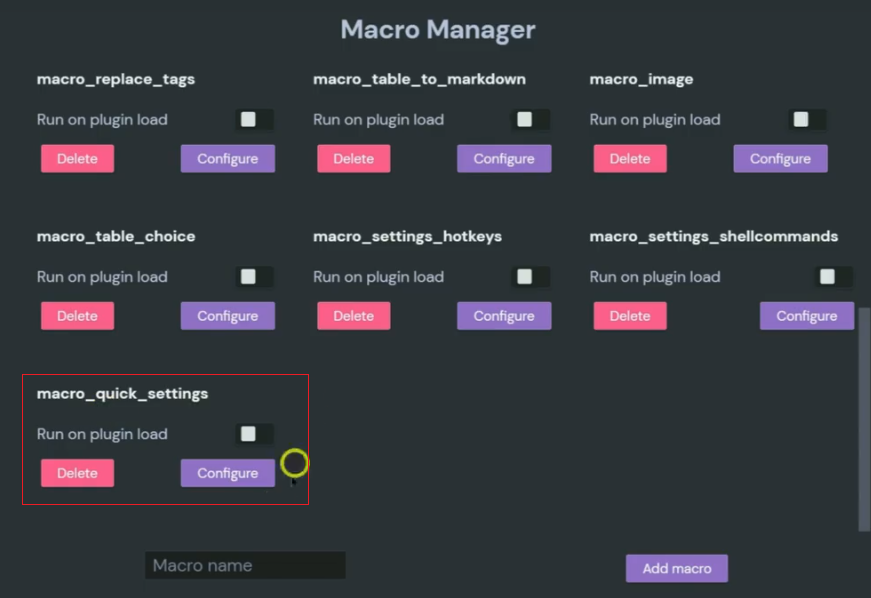 Macro Manager
macro_replace_tags
macro_table_to_markdown
macro_image
Run on plugin load
Run on plugin load
Run on plugin load
Delete
Configure
Delete
Configure
Delete
Configure
macro_table_choice
macro_settings_hotkeys
macro_settings_shellcommands
Run on plugin load
Run on plugin load
Run on plugin load
Delete
Configure
Delete
Configure
Delete
Configure
macro_quick_settings
Run on plugin load
Delete
Configure
Macro name
Add macro